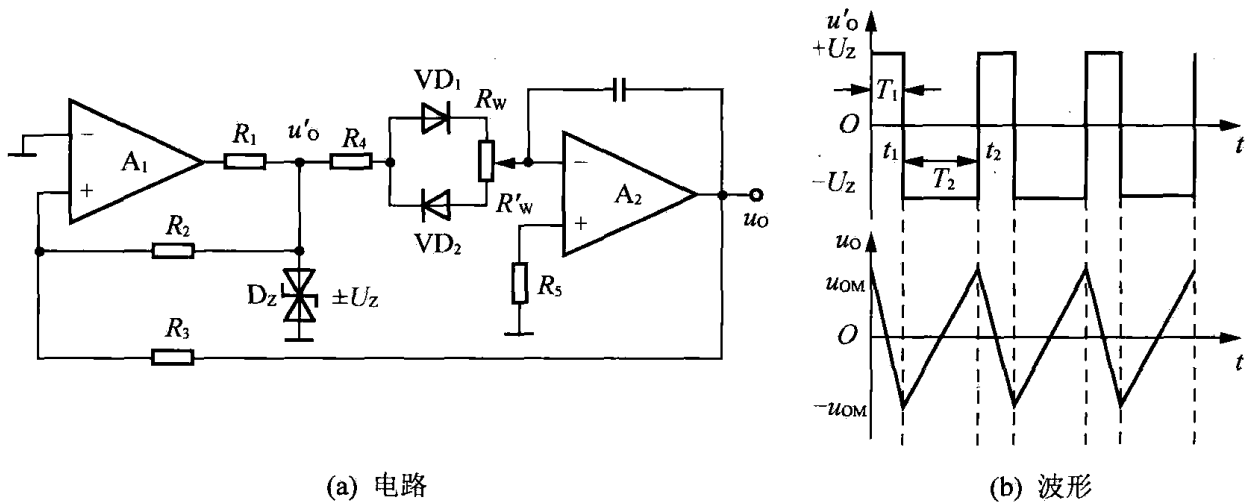 u'O
+UZ
T1
O
t
t1
t2
T2
−UZ
uO
uOM
O
t
−uOM
VD1
RW
R1
u'O
R4
−
A1
+
−
A2
+
R'W
uO
R2
VD2
DZ
±UZ
R5
R3
(a) 电路
(b) 波形